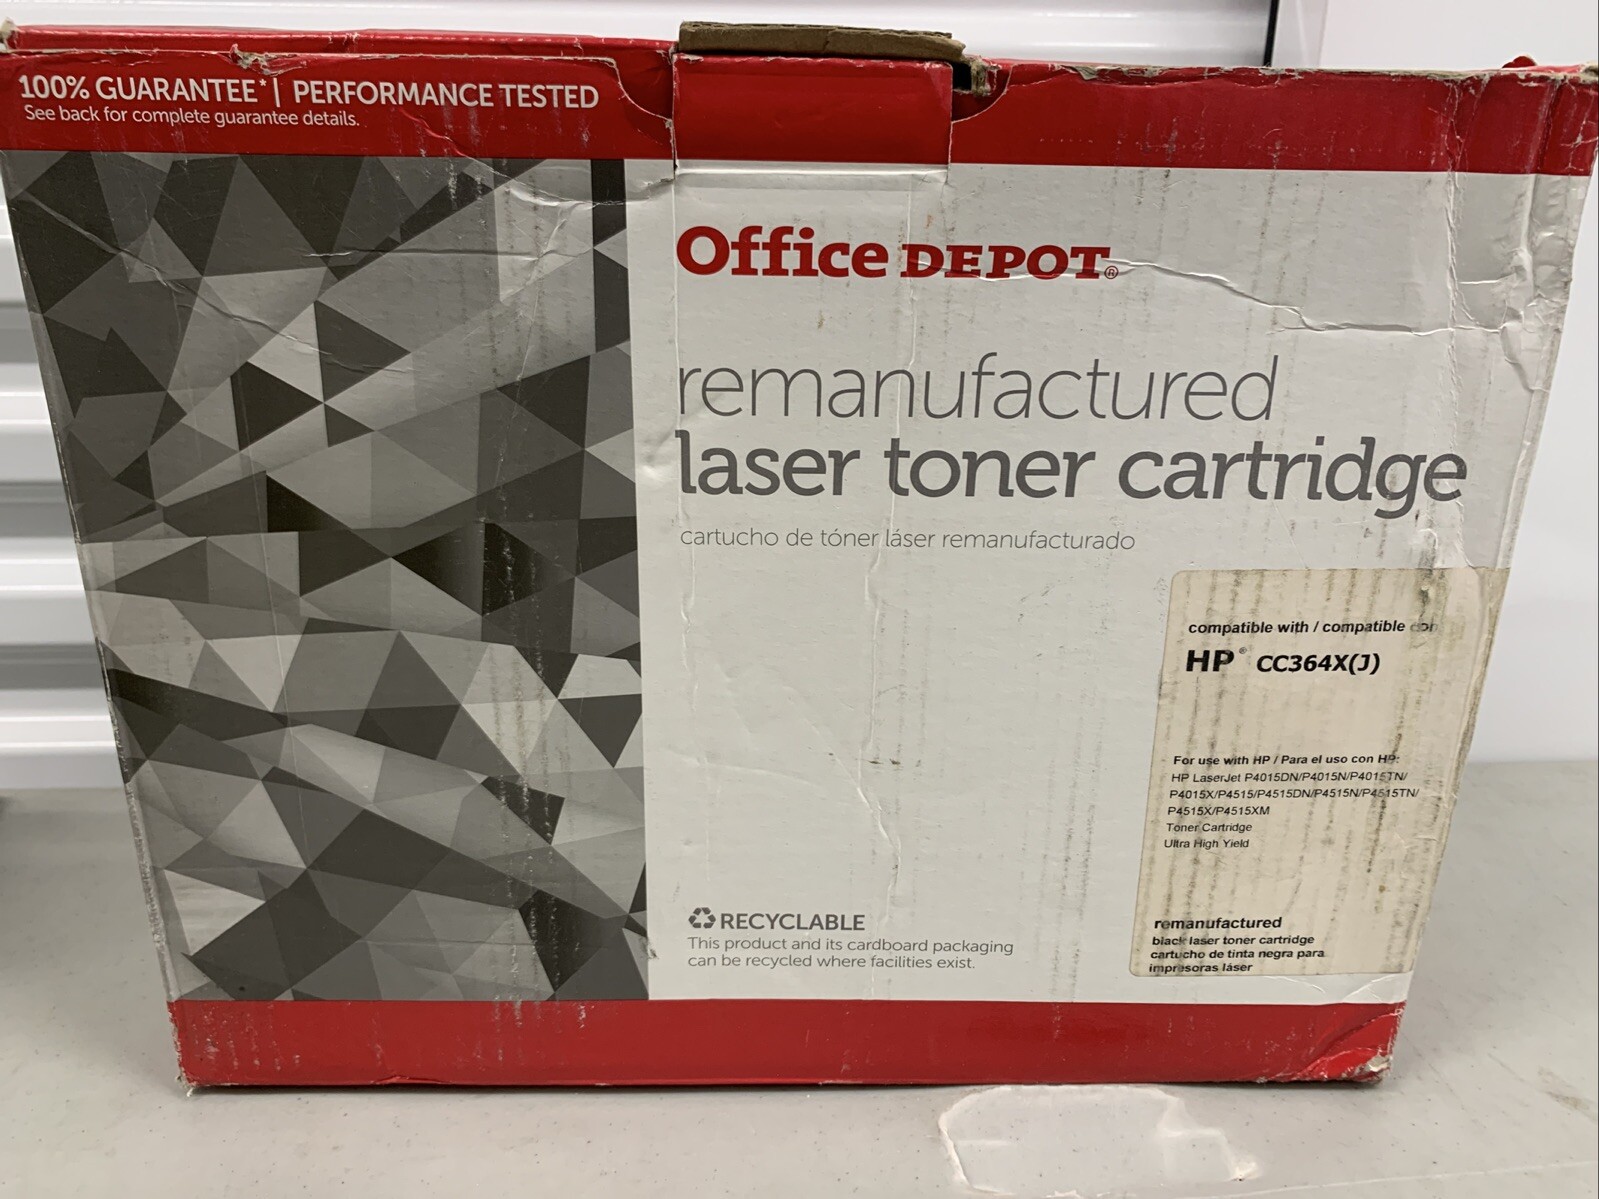 100% GUARANTEE* | PERFORMANCE TESTED
See back for complete guarantee details.
Office DEPOT®
remanufactured
laser toner cartridge
cartucho de tóner láser remanufacturado
compatible with / compatible con
HP® CC364X(J)
For use with HP / Para el uso con HP:
HP LaserJet P4015DN/P4015N/P4015TN/
P4015X/P4515/P4515DN/P4515N/P4515TN/
P4515X/P4515XM
Toner Cartridge
Ultra High Yield
remanufactured
black laser toner cartridge
cartucho de tinta negra para
impresoras láser
RECYCLABLE
This product and its cardboard packaging
can be recycled where facilities exist.